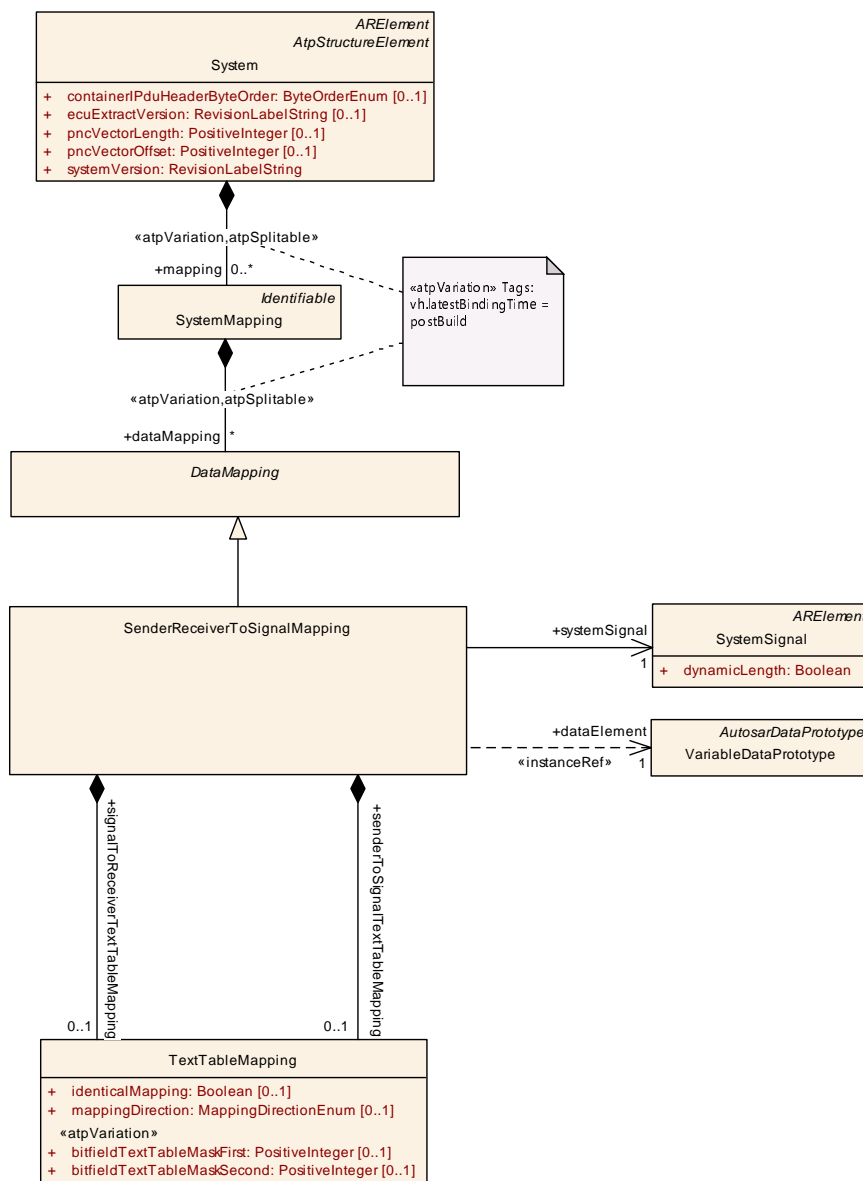 ARElement
AtpStructureElement
System
+ containerIPduHeaderByteOrder: ByteOrderEnum [0..1]
+ ecuExtractVersion: RevisionLabelString [0..1]
+ pncVectorLength: PositiveInteger [0..1]
+ pncVectorOffset: PositiveInteger [0..1]
+ systemVersion: RevisionLabelString
«atpVariation,atpSplitable»
+mapping 0..*
«atpVariation» Tags:
vh.latestBindingTime =
postBuild
Identifiable
SystemMapping
«atpVariation,atpSplitable»
+dataMapping *
DataMapping
SenderReceiverToSignalMapping
+systemSignal
1
ARElement
SystemSignal
+ dynamicLength: Boolean
+dataElement
«instanceRef»
1
AutosarDataPrototype
VariableDataPrototype
+signalToReceiverTextTableMapping
0..1
+senderToSignalTextTableMapping
0..1
TextTableMapping
+ identicalMapping: Boolean [0..1]
+ mappingDirection: MappingDirectionEnum [0..1]
«atpVariation»
+ bitfieldTextTableMaskFirst: PositiveInteger [0..1]
+ bitfieldTextTableMaskSecond: PositiveInteger [0..1]